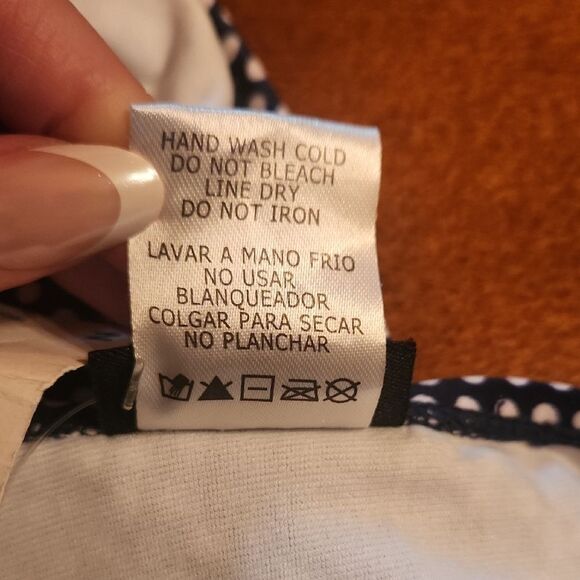 HAND WASH COLD
DO NOT BLEACH
LINE DRY
DO NOT IRON
LAVAR A MANO FRIO
NO USAR
BLANQUEADOR
COLGAR PARA SECAR
NO PLANCHAR